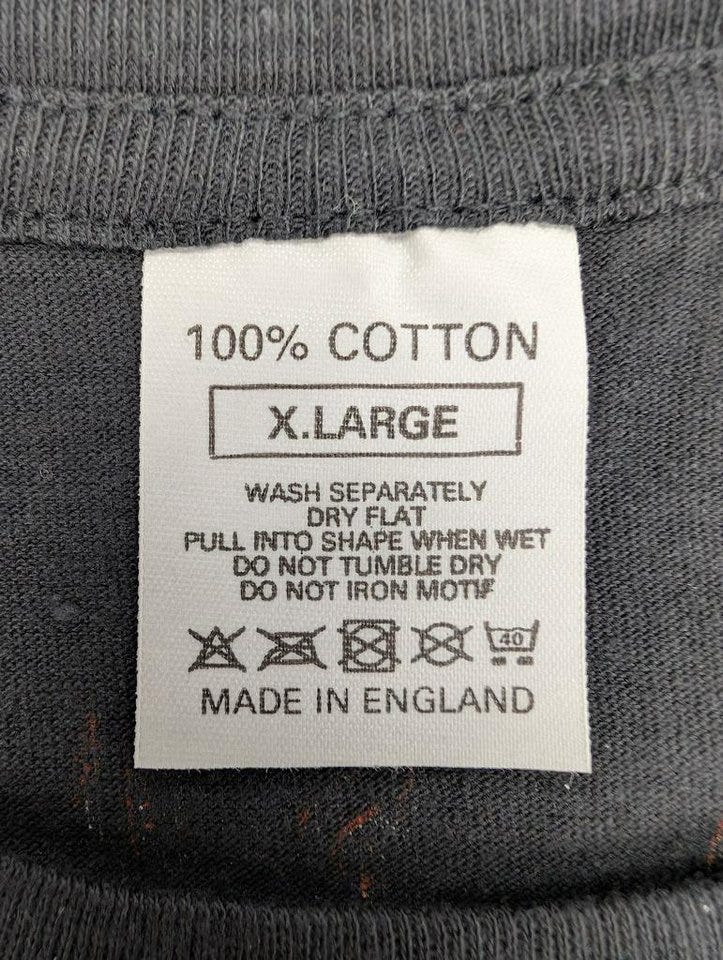 100% COTTON
X.LARGE
WASH SEPARATELY
DRY FLAT
PULL INTO SHAPE WHEN WET
DO NOT TUMBLE DRY
DO NOT IRON MOTIF
40
MADE IN ENGLAND